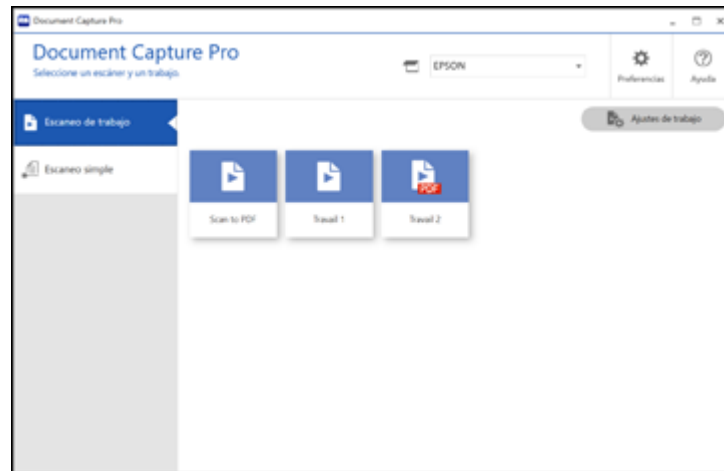 Document Capture Pro
Document Capture Pro
Seleccione un escáner y un trabajo.
EPSON
Preferencias
Ayuda
Escaneo de trabajo
Ajustes de trabajo
Escaneo simple
Scan to PDF
Travail 1
PDF
Travail 2